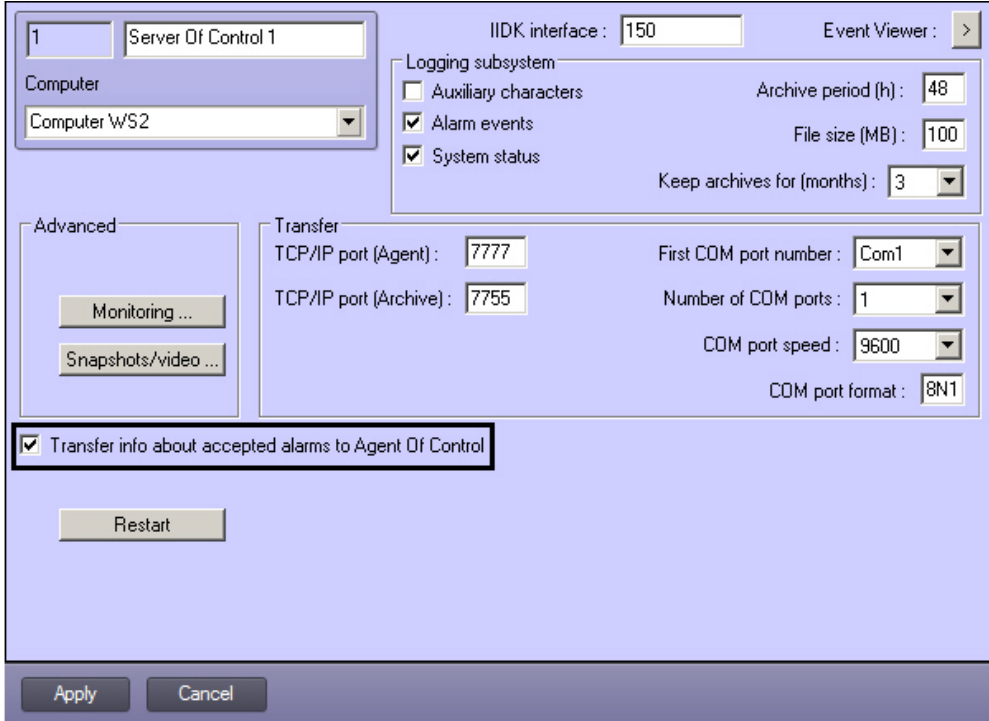 1 Server Of Control 1
Computer
Computer WS2
IIDK interface : 150
Event Viewer : >
Logging subsystem
Auxiliary characters
Alarm events
System status
Archive period (h) : 48
File size (MB) : 100
Keep archives for (months) : 3
Advanced
Monitoring ...
Snapshots/video ...
Transfer
TCP/IP port (Agent) : 7777
TCP/IP port (Archive) : 7755
First COM port number : Com1
Number of COM ports : 1
COM port speed : 9600
COM port format : 8N1
Transfer info about accepted alarms to Agent Of Control
Restart
Apply Cancel